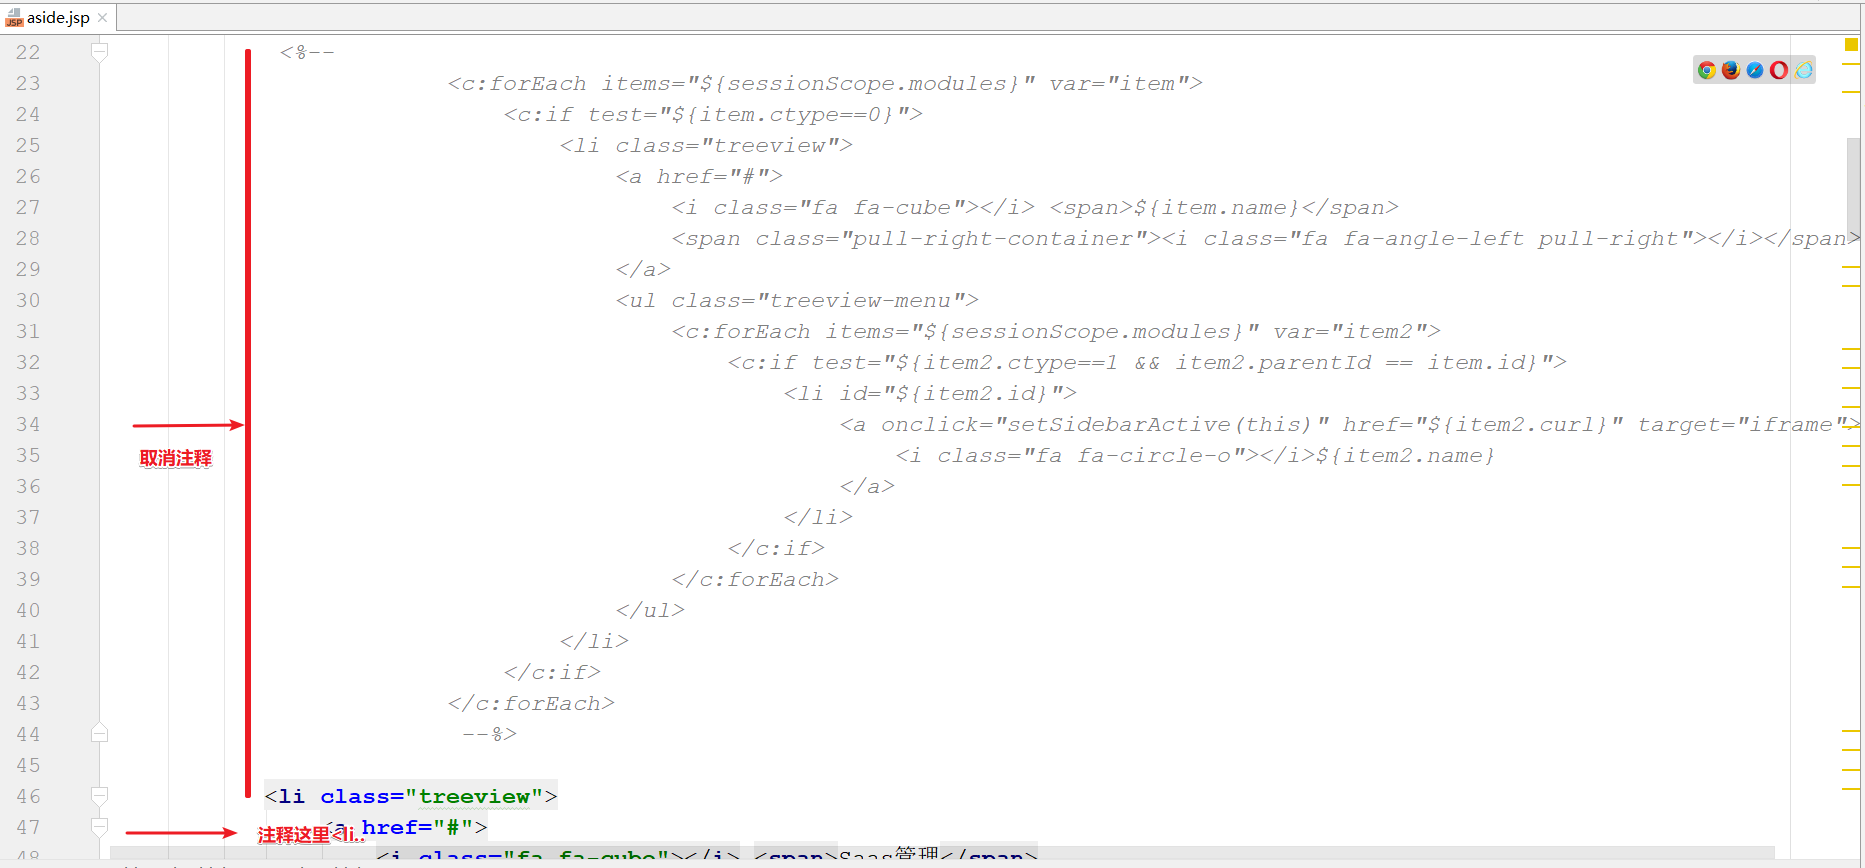 aside.jsp
22 <%--
23 <c:forEach items="${sessionScope.modules}" var="item">
24 <c:if test="${item.ctype==0}">
25 <li class="treeview">
26 <a href="#">
27 <i class="fa fa-cube"></i> <span>${item.name}</span>
28 <span class="pull-right-container"><i class="fa fa-angle-left pull-right"></i></span>
29 </a>
30 <ul class="treeview-menu">
31 <c:forEach items="${sessionScope.modules}" var="item2">
32 <c:if test="${item2.ctype==1 && item2.parentId == item.id}">
33 <li id="${item2.id}">
34 <a onclick="setSidebarActive(this)" href="${item2.curl}" target="iframe">
取消注释
35 <i class="fa fa-circle-o"></i>${item2.name}
36 </a>
37 </li>
38 </c:if>
39 </c:forEach>
40 </ul>
41 </li>
42 </c:if>
43 </c:forEach>
44 --%>
45
46 <li class="treeview">
47 <a href="#">
注释这里<li..
48 <i class="fa fa-cube"></i> <span>Saas管理</span>